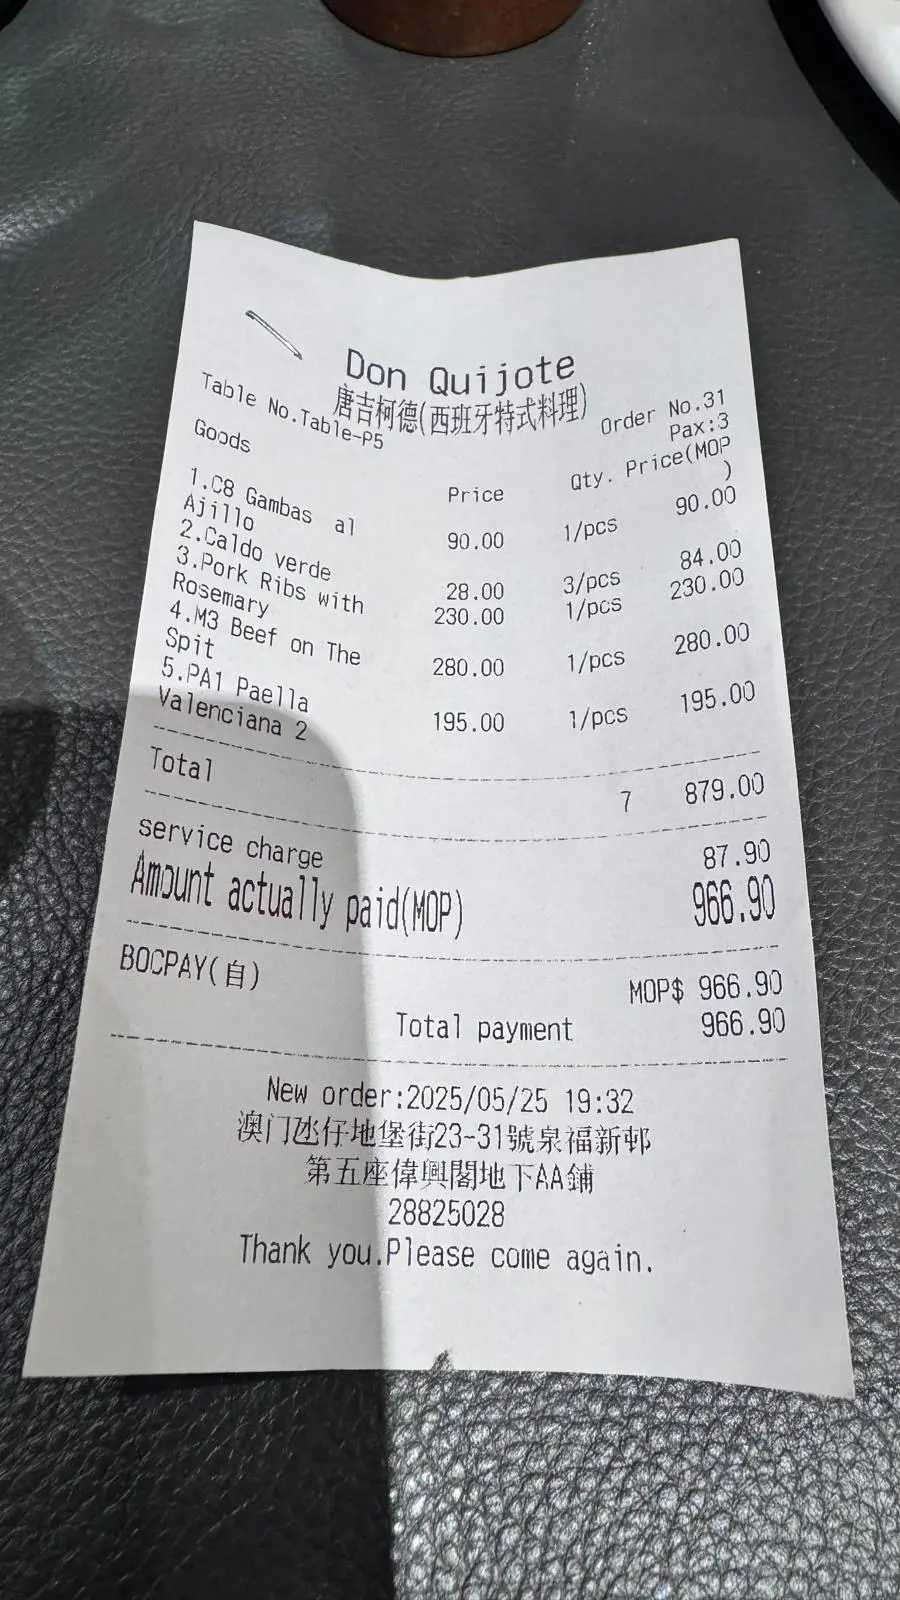 Don Quijote
唐吉柯德(西班牙特式料理)
Table No.Table-P5 Order No.31
Pax:3
Goods Price Qty. Price(MOP
)
1.C8 Gambas al 90.00 1/pcs 90.00
Ajillo
2.Caldo verde 28.00 3/pcs 84.00
3.Pork Ribs with 230.00 1/pcs 230.00
Rosemary
4.M3 Beef on The 280.00 1/pcs 280.00
Spit
5.PA1 Paella 195.00 1/pcs 195.00
Valenciana 2
Total 7 879.00
service charge 87.90
Amount actually paid(MOP) 966.90
BOCPAY(自) MOP$ 966.90
Total payment 966.90
New order:2025/05/25 19:32
澳门氹仔地堡街23-31號泉福新邨
第五座偉興閣地下AA鋪
28825028
Thank you.Please come again.